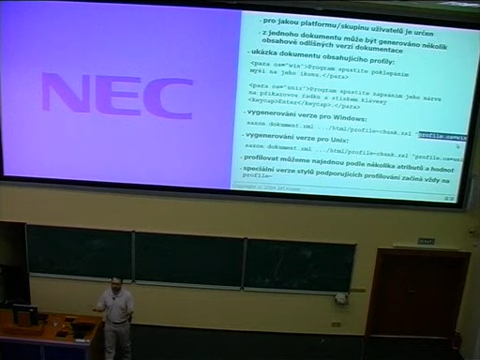 NEC
- pro jakou platformu/skupinu uživatelů je určen
- z jednoho dokumentu může být generováno několik
obsahově odlišných verzí dokumentace
- ukázka dokumentu obsahujícího profily:
<para os="win">Program spustíte poklepáním
myší na jeho ikonu.</para>
<para os="unix">Program spustíte zapsáním jeho názvu
na příkazovou řádku a stiskem klávesy
<keycap>Enter</keycap>.</para>
- vygenerování verze pro Windows:
saxon dokument.xml .../html/profile-chunk.xsl "profile.os=win
- vygenerování verze pro Unix:
saxon dokument.xml .../html/profile-chunk.xsl "profile.os=uni
- profilovat můžeme najednou podle několika atributů a hodnot
- speciální verze stylů podporujících profilování začíná vždy na
profile-